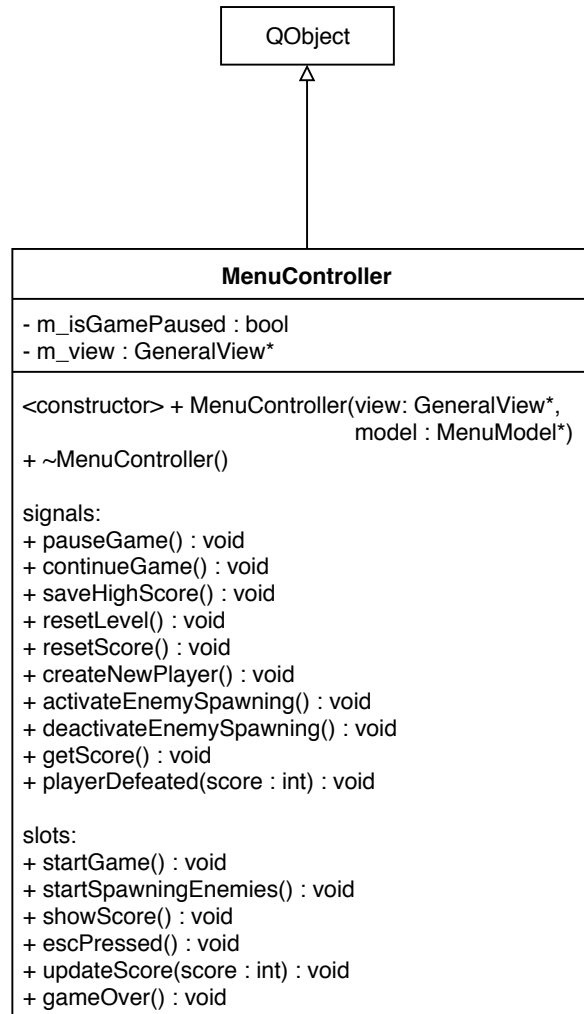 QObject
MenuController
- m_isGamePaused : bool
- m_view : GeneralView*
<constructor> + MenuController(view: GeneralView*,
model : MenuModel*)
+ ~MenuController()
signals:
+ pauseGame() : void
+ continueGame() : void
+ saveHighScore() : void
+ resetLevel() : void
+ resetScore() : void
+ createNewPlayer() : void
+ activateEnemySpawning() : void
+ deactivateEnemySpawning() : void
+ getScore() : void
+ playerDefeated(score : int) : void
slots:
+ startGame() : void
+ startSpawningEnemies() : void
+ showScore() : void
+ escPressed() : void
+ updateScore(score : int) : void
+ gameOver() : void